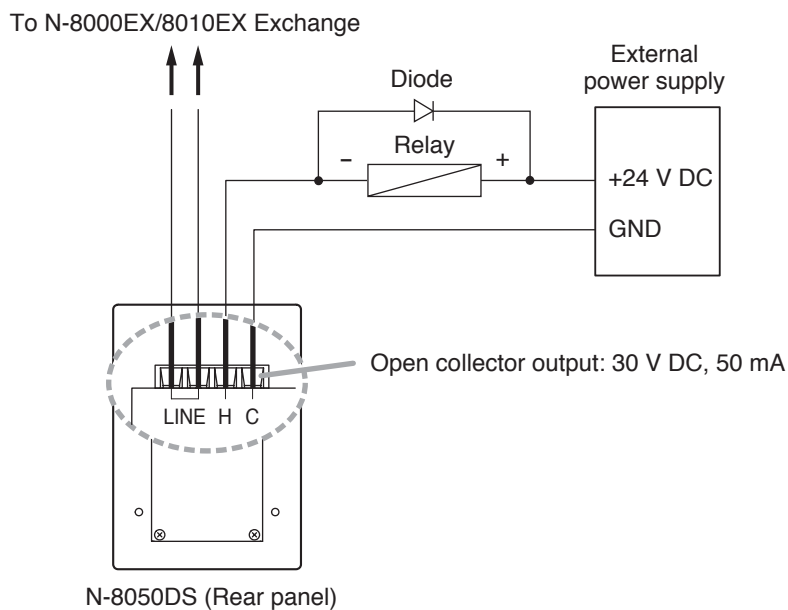 To N-8000EX/8010EX Exchange
External
power supply
Diode
Relay
– +
+24 V DC
GND
Open collector output: 30 V DC, 50 mA
LINE H C
N-8050DS (Rear panel)